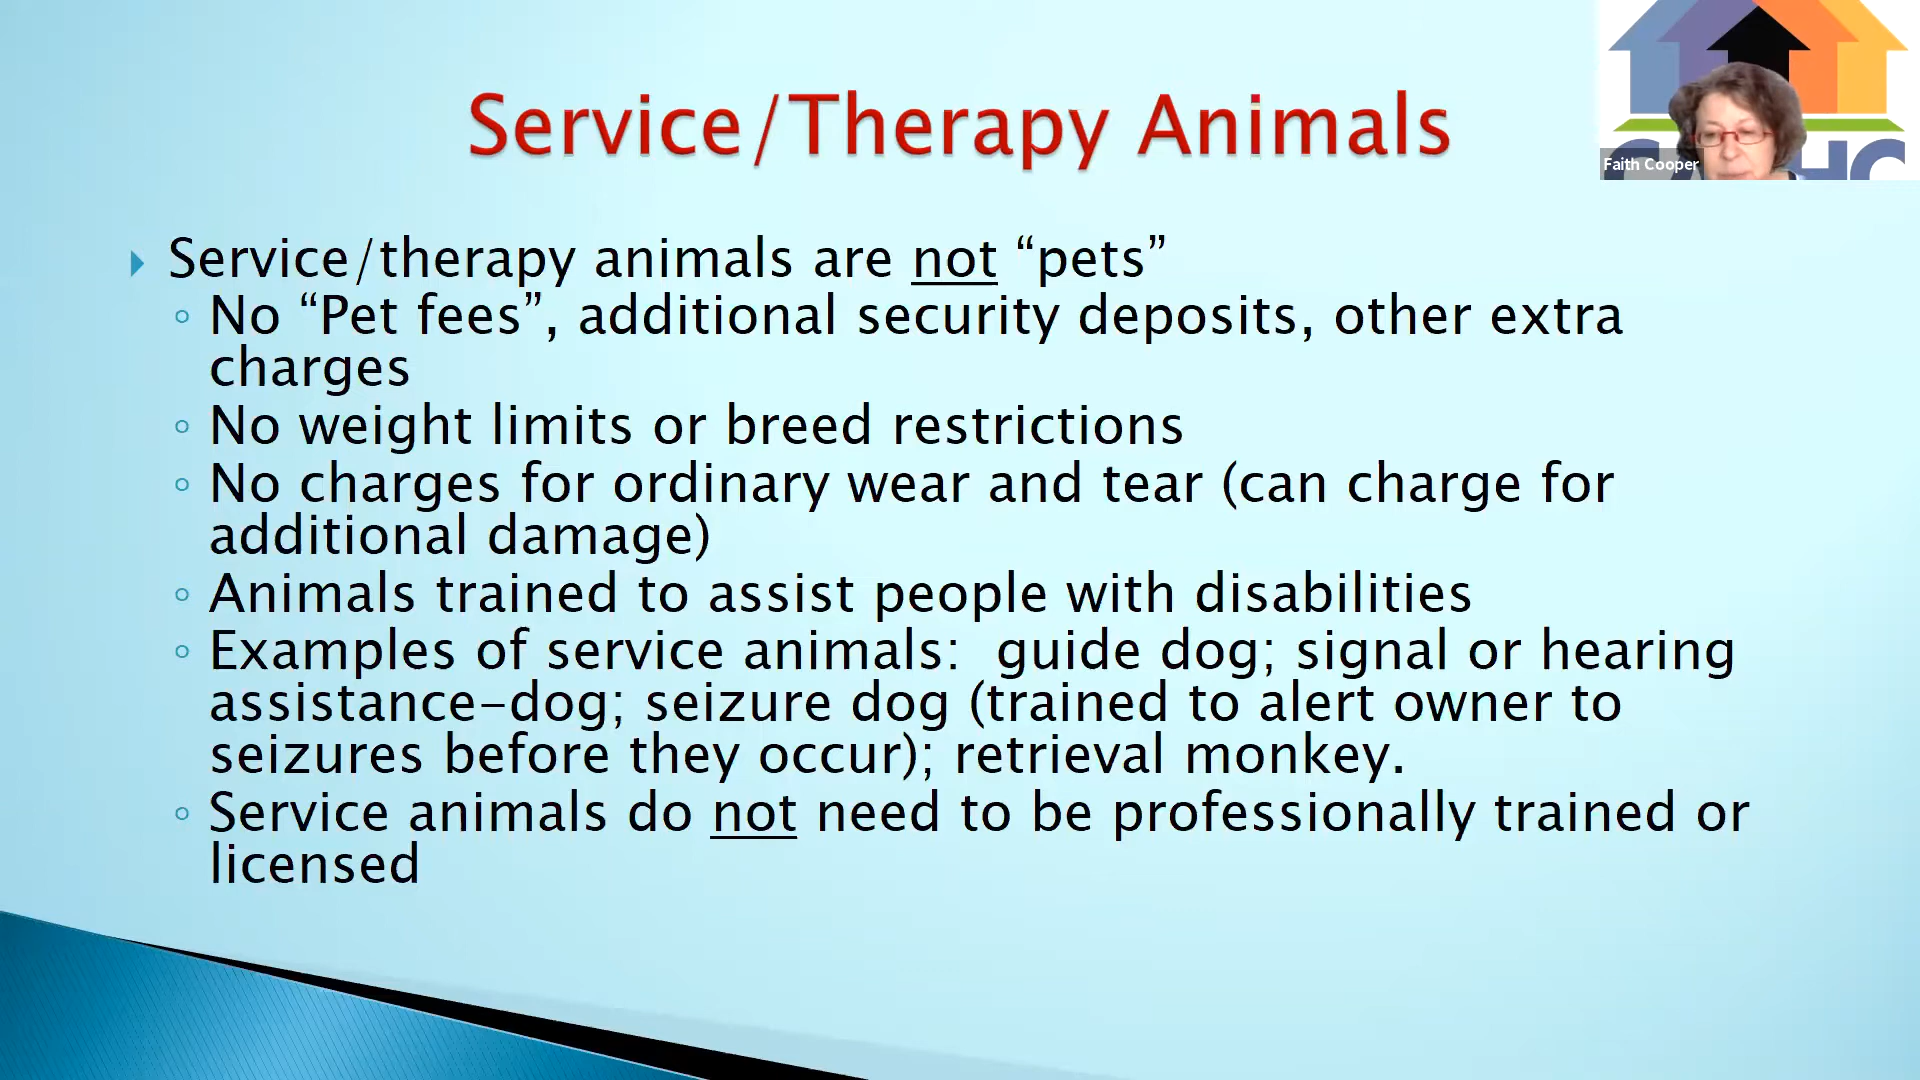 Service/Therapy Animals
Faith Cooper
Service/therapy animals are not “pets”
No “Pet fees”, additional security deposits, other extra
charges
No weight limits or breed restrictions
No charges for ordinary wear and tear (can charge for
additional damage)
Animals trained to assist people with disabilities
Examples of service animals:  guide dog; signal or hearing
assistance-dog; seizure dog (trained to alert owner to
seizures before they occur); retrieval monkey.
Service animals do not need to be professionally trained or
licensed